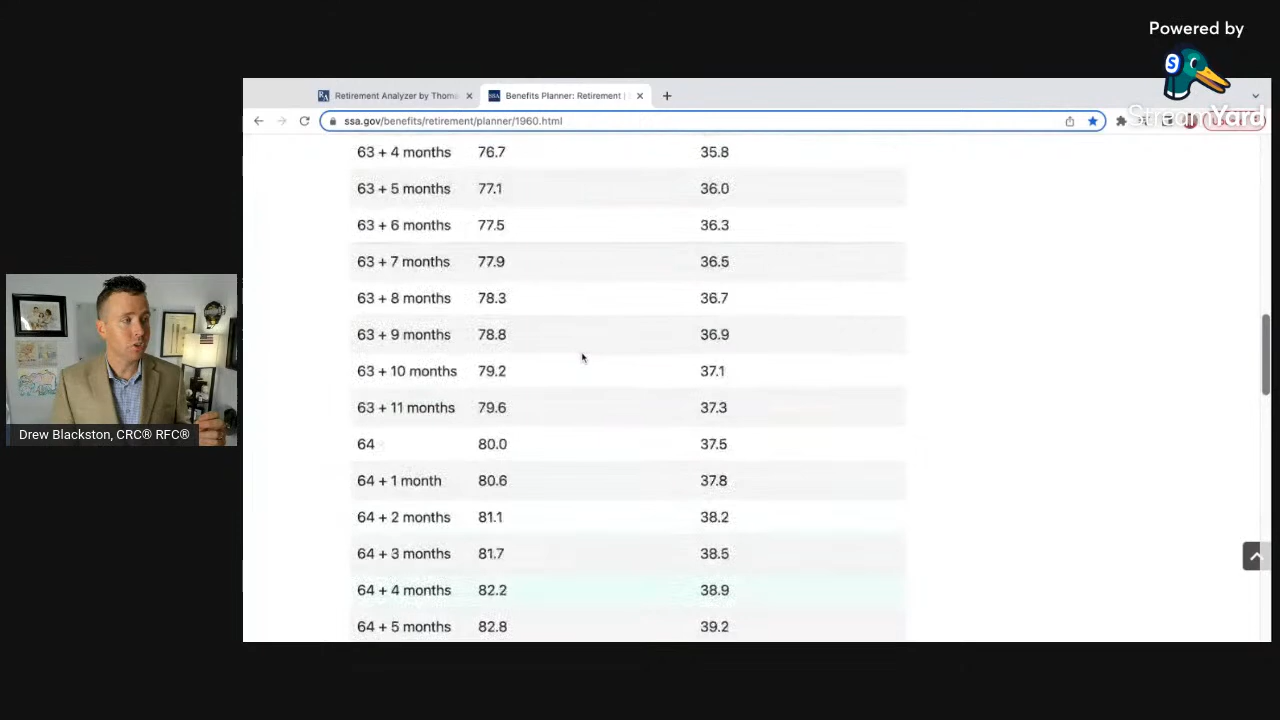 Powered by
S
StreamYard
Retirement Analyzer by Thoma
SSA Benefits Planner: Retirement |
ssa.gov/benefits/retirement/planner/1960.html
63 + 4 months 76.7 35.8
63 + 5 months 77.1 36.0
63 + 6 months 77.5 36.3
63 + 7 months 77.9 36.5
63 + 8 months 78.3 36.7
63 + 9 months 78.8 36.9
63 + 10 months 79.2 37.1
63 + 11 months 79.6 37.3
64 80.0 37.5
64 + 1 month 80.6 37.8
64 + 2 months 81.1 38.2
64 + 3 months 81.7 38.5
64 + 4 months 82.2 38.9
64 + 5 months 82.8 39.2
Drew Blackston, CRC® RFC®